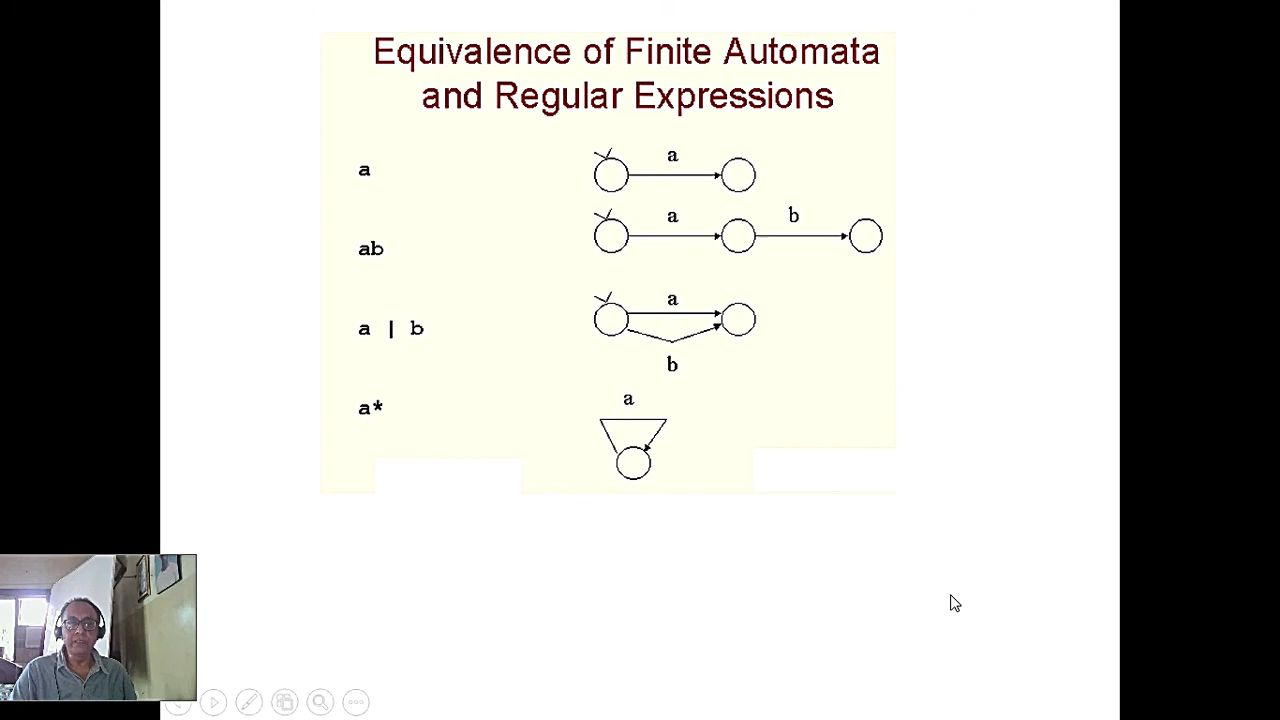 Equivalence of Finite Automata
and Regular Expressions
a
a
ab
a
b
a | b
a
b
a*
a